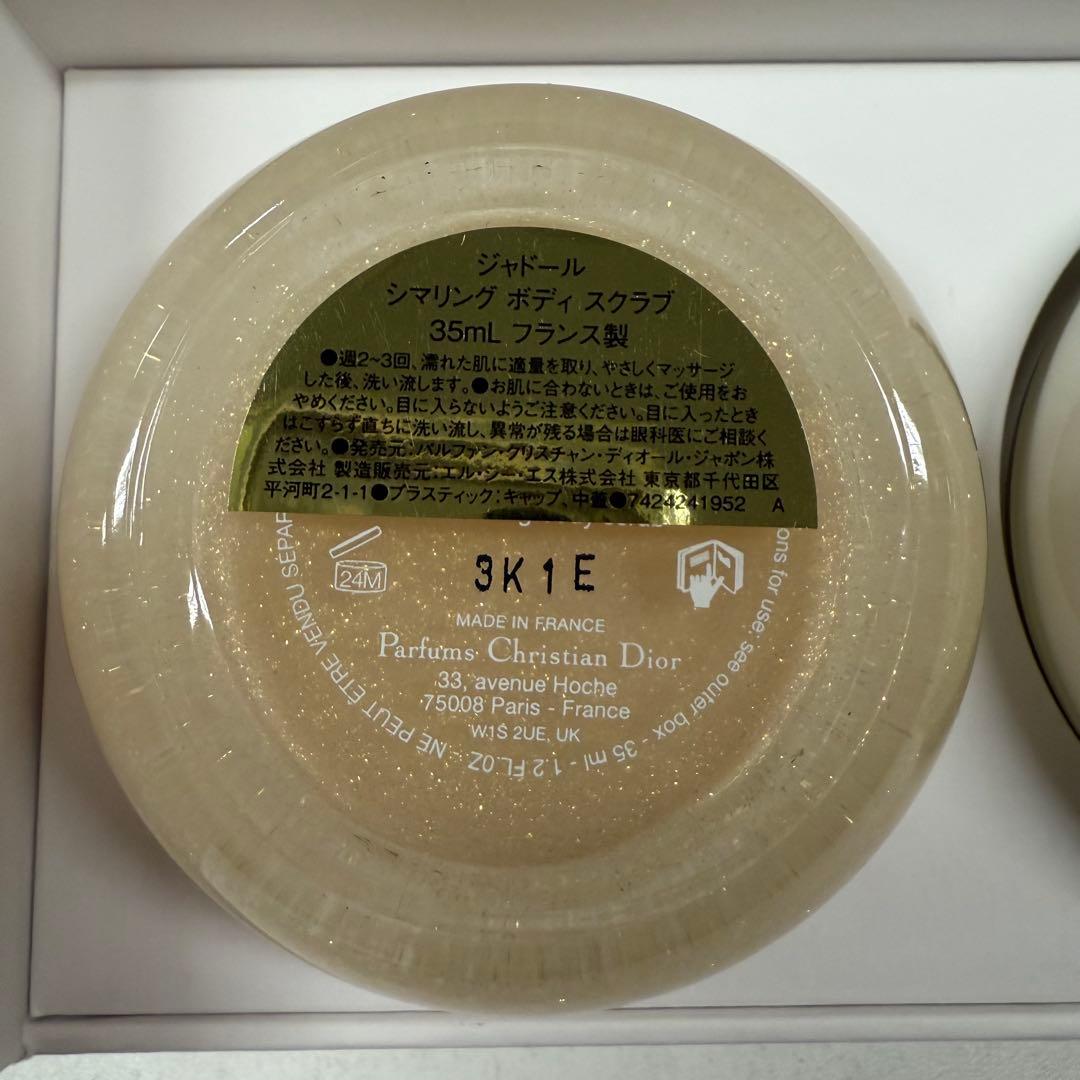 ジャドール
シマリング ボディ スクラブ
35mL フランス製
●週2~3回、濡れた肌に適量を取り、やさしくマッサージ
した後、洗い流します。●お肌に合わないときは、ご使用をお
やめください。目に入らないようご注意ください。目に入ったとき
はこすらず直ちに洗い流し、異常が残る場合は眼科医にご相談く
ださい。●発売元:パルファン・クリスチャン・ディオール・ジャポン株
式会社 製造販売元:エル・シー・エス株式会社 東京都千代田区
平河町2-1-1●プラスティック:キャップ、中蓋●7424241952 A
24M
3K1E
MADE IN FRANCE
Parfums Christian Dior
33, avenue Hoche
75008 Paris - France
W1S 2UE, UK
for use: see outer box - 35 ml - 1.2 FL.OZ - NE PEUT ÊTRE VENDU